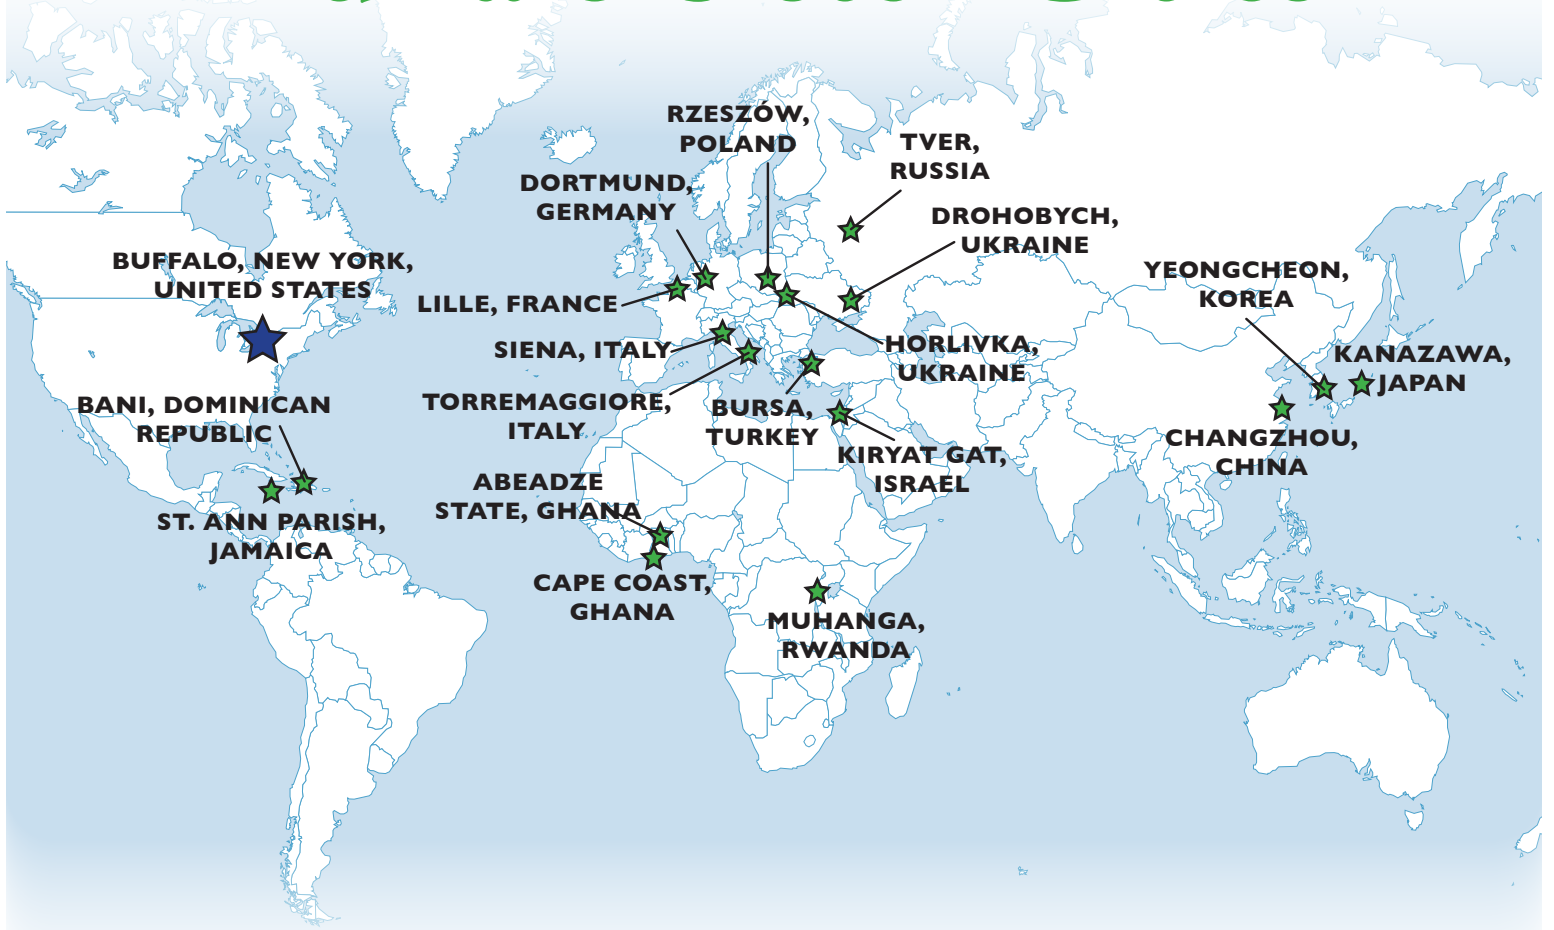 RZESZÓW,
POLAND
TVER,
RUSSIA
DORTMUND,
GERMANY
DROHOBYCH,
UKRAINE
BUFFALO, NEW YORK,
UNITED STATES
YEONGCHEON,
KOREA
LILLE, FRANCE
SIENA, ITALY
HORLIVKA,
UKRAINE
KANAZAWA,
JAPAN
BANI, DOMINICAN
REPUBLIC
TORREMAGGIORE,
ITALY
BURSA,
TURKEY
CHANGZHOU,
CHINA
KIRYAT GAT,
ISRAEL
ABEADZE
STATE, GHANA
ST. ANN PARISH,
JAMAICA
CAPE COAST,
GHANA
MUHANGA,
RWANDA